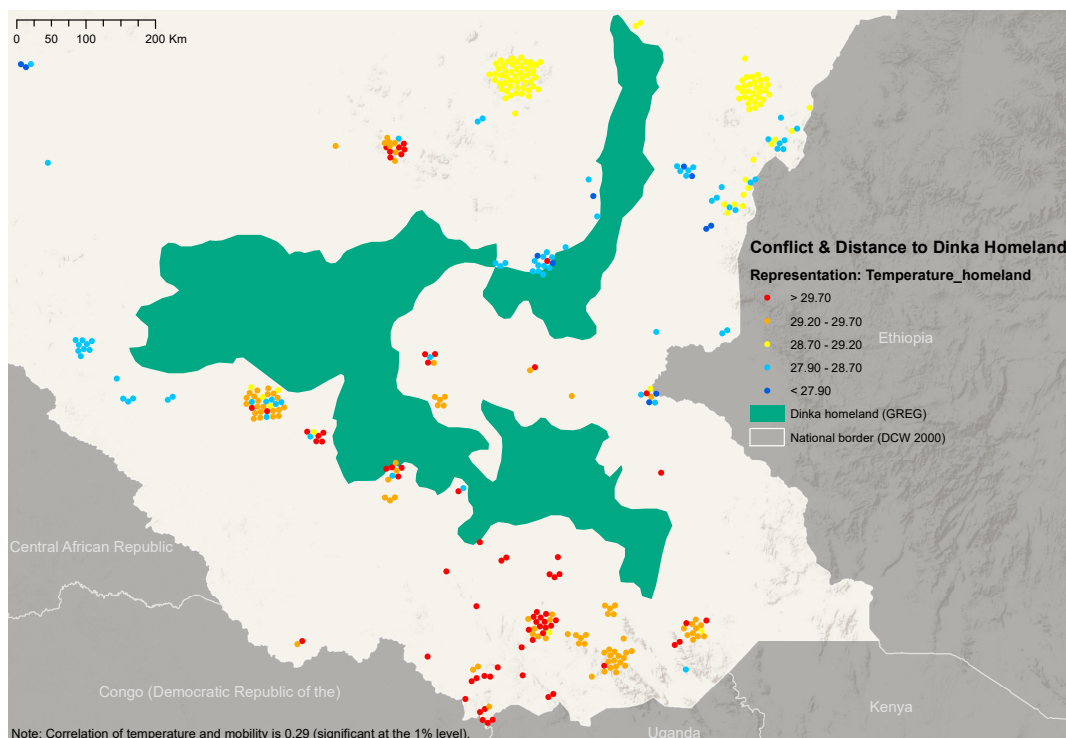 0 50 100 200 Km
Conflict & Distance to Dinka Homeland
Representation: Temperature_homeland
> 29.70
29.20 - 29.70
28.70 - 29.20
27.90 - 28.70
< 27.90
Dinka homeland (GREG)
National border (DCW 2000)
Ethiopia
Central African Republic
Congo (Democratic Republic of the)
Kenya
Uganda
Note: Correlation of temperature and mobility is 0.29 (significant at the 1% level).